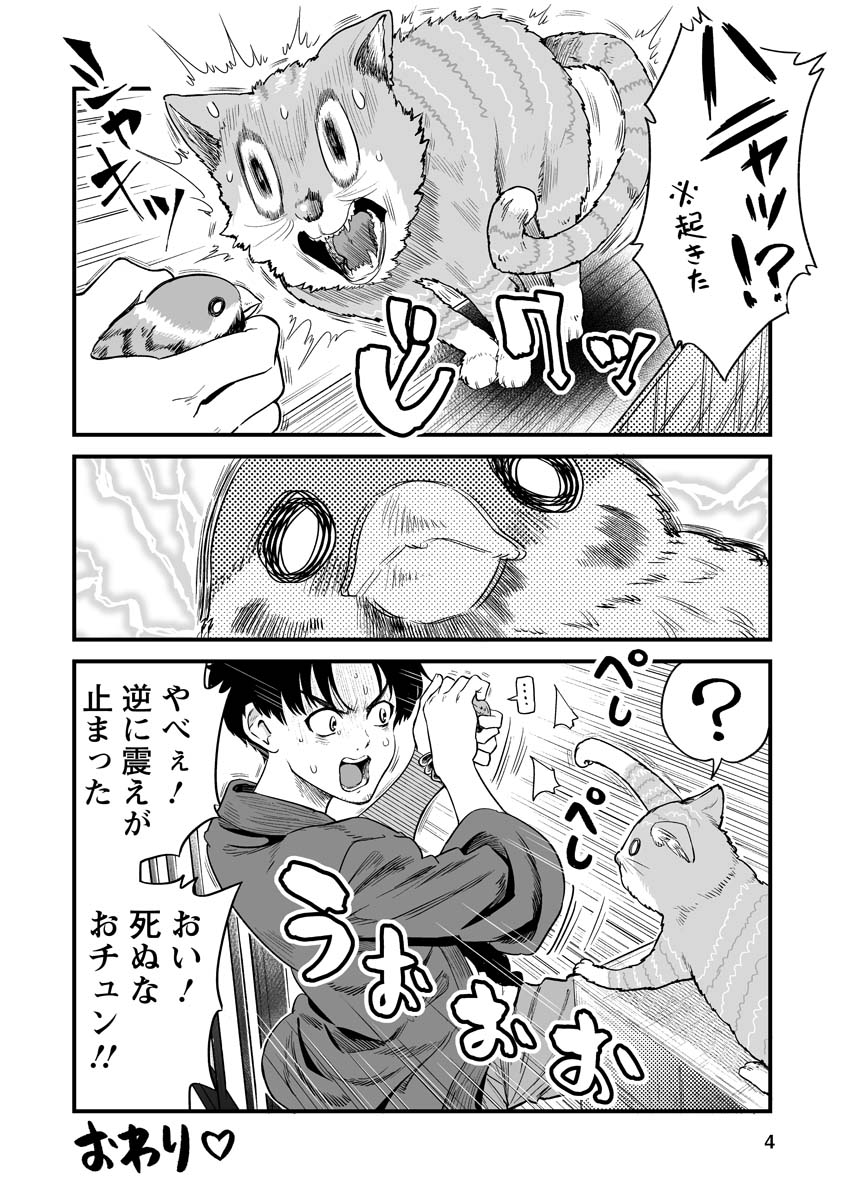 ハニャッ!?
※起きた
ビクッ
シャキッ
?
ぺし
ぺし
……
やべぇ!
逆に震えが
止まった
おい!
死ぬな
おチュン!!
うおおお
おわり♡
4